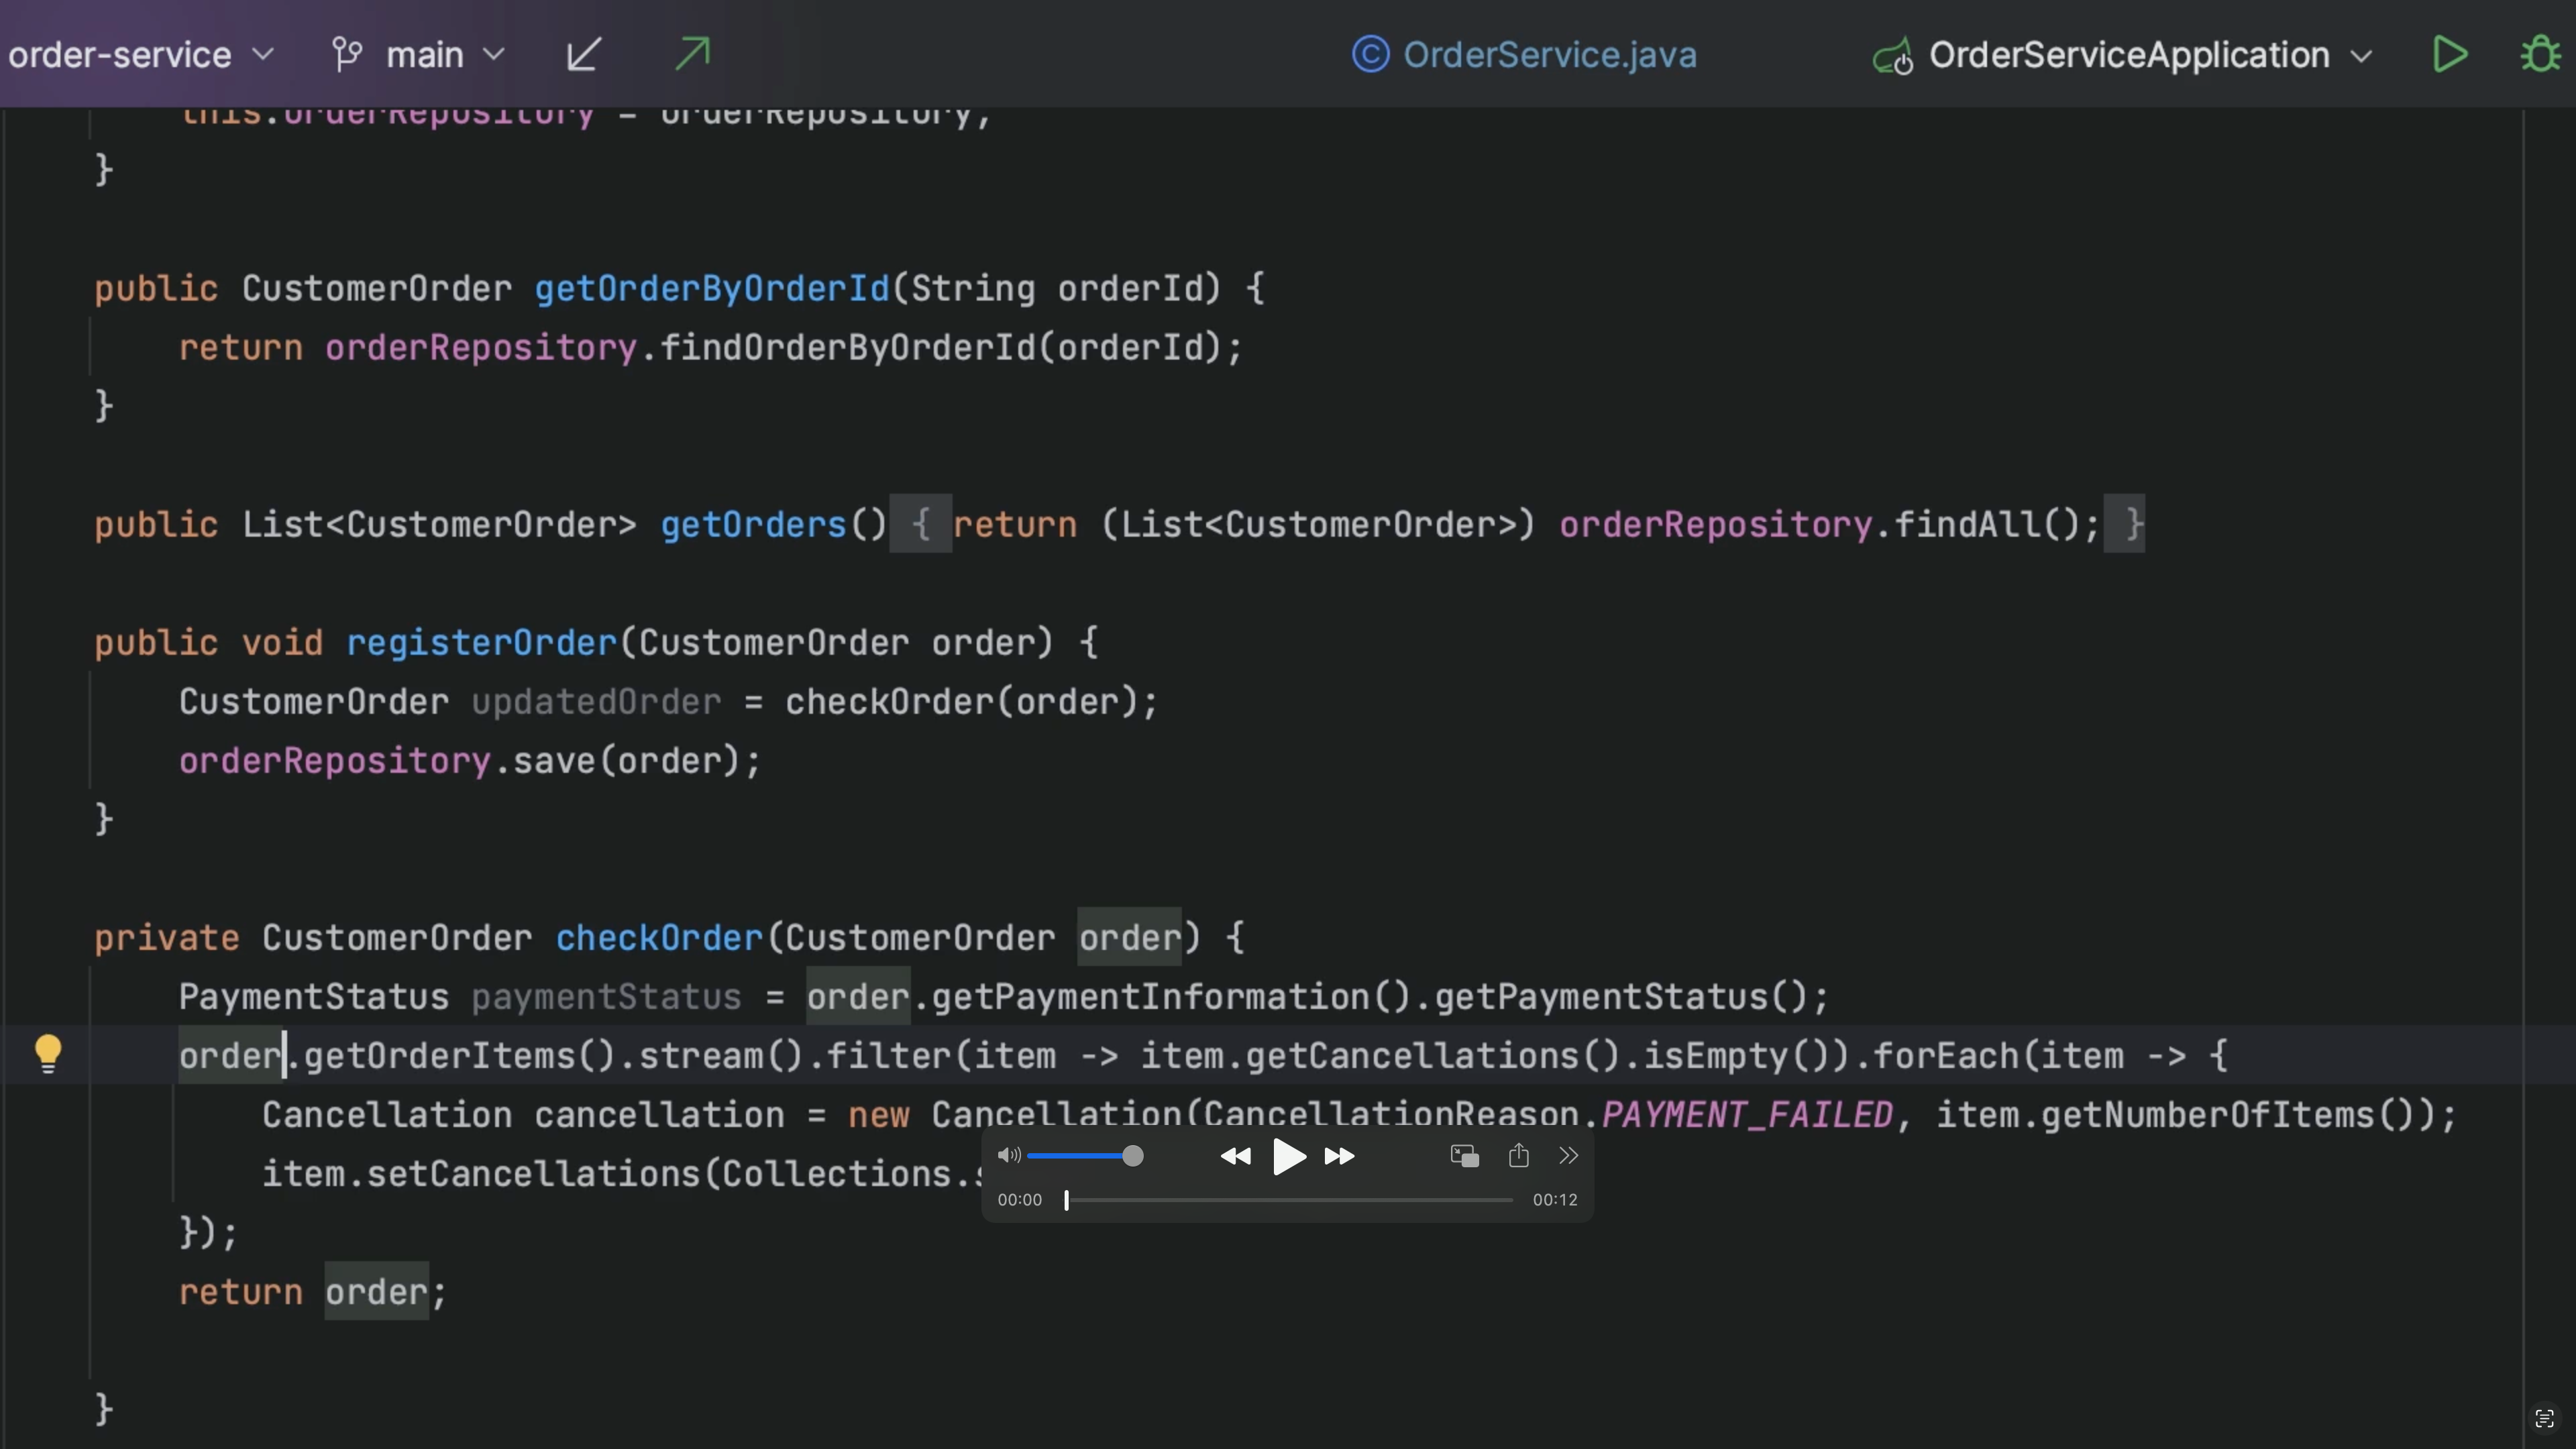 order-service main OrderService.java OrderServiceApplication
this.orderRepository = orderRepository;
}
public CustomerOrder getOrderByOrderId(String orderId) {
return orderRepository.findOrderByOrderId(orderId);
}
public List<CustomerOrder> getOrders() { return (List<CustomerOrder>) orderRepository.findAll(); }
public void registerOrder(CustomerOrder order) {
CustomerOrder updatedOrder = checkOrder(order);
orderRepository.save(order);
}
private CustomerOrder checkOrder(CustomerOrder order) {
PaymentStatus paymentStatus = order.getPaymentInformation().getPaymentStatus();
order.getOrderItems().stream().filter(item -> item.getCancellations().isEmpty()).forEach(item -> {
Cancellation cancellation = new Cancellation(CancellationReason.PAYMENT_FAILED, item.getNumberOfItems());
item.setCancellations(Collections.
00:00 00:12
});
return order;
}